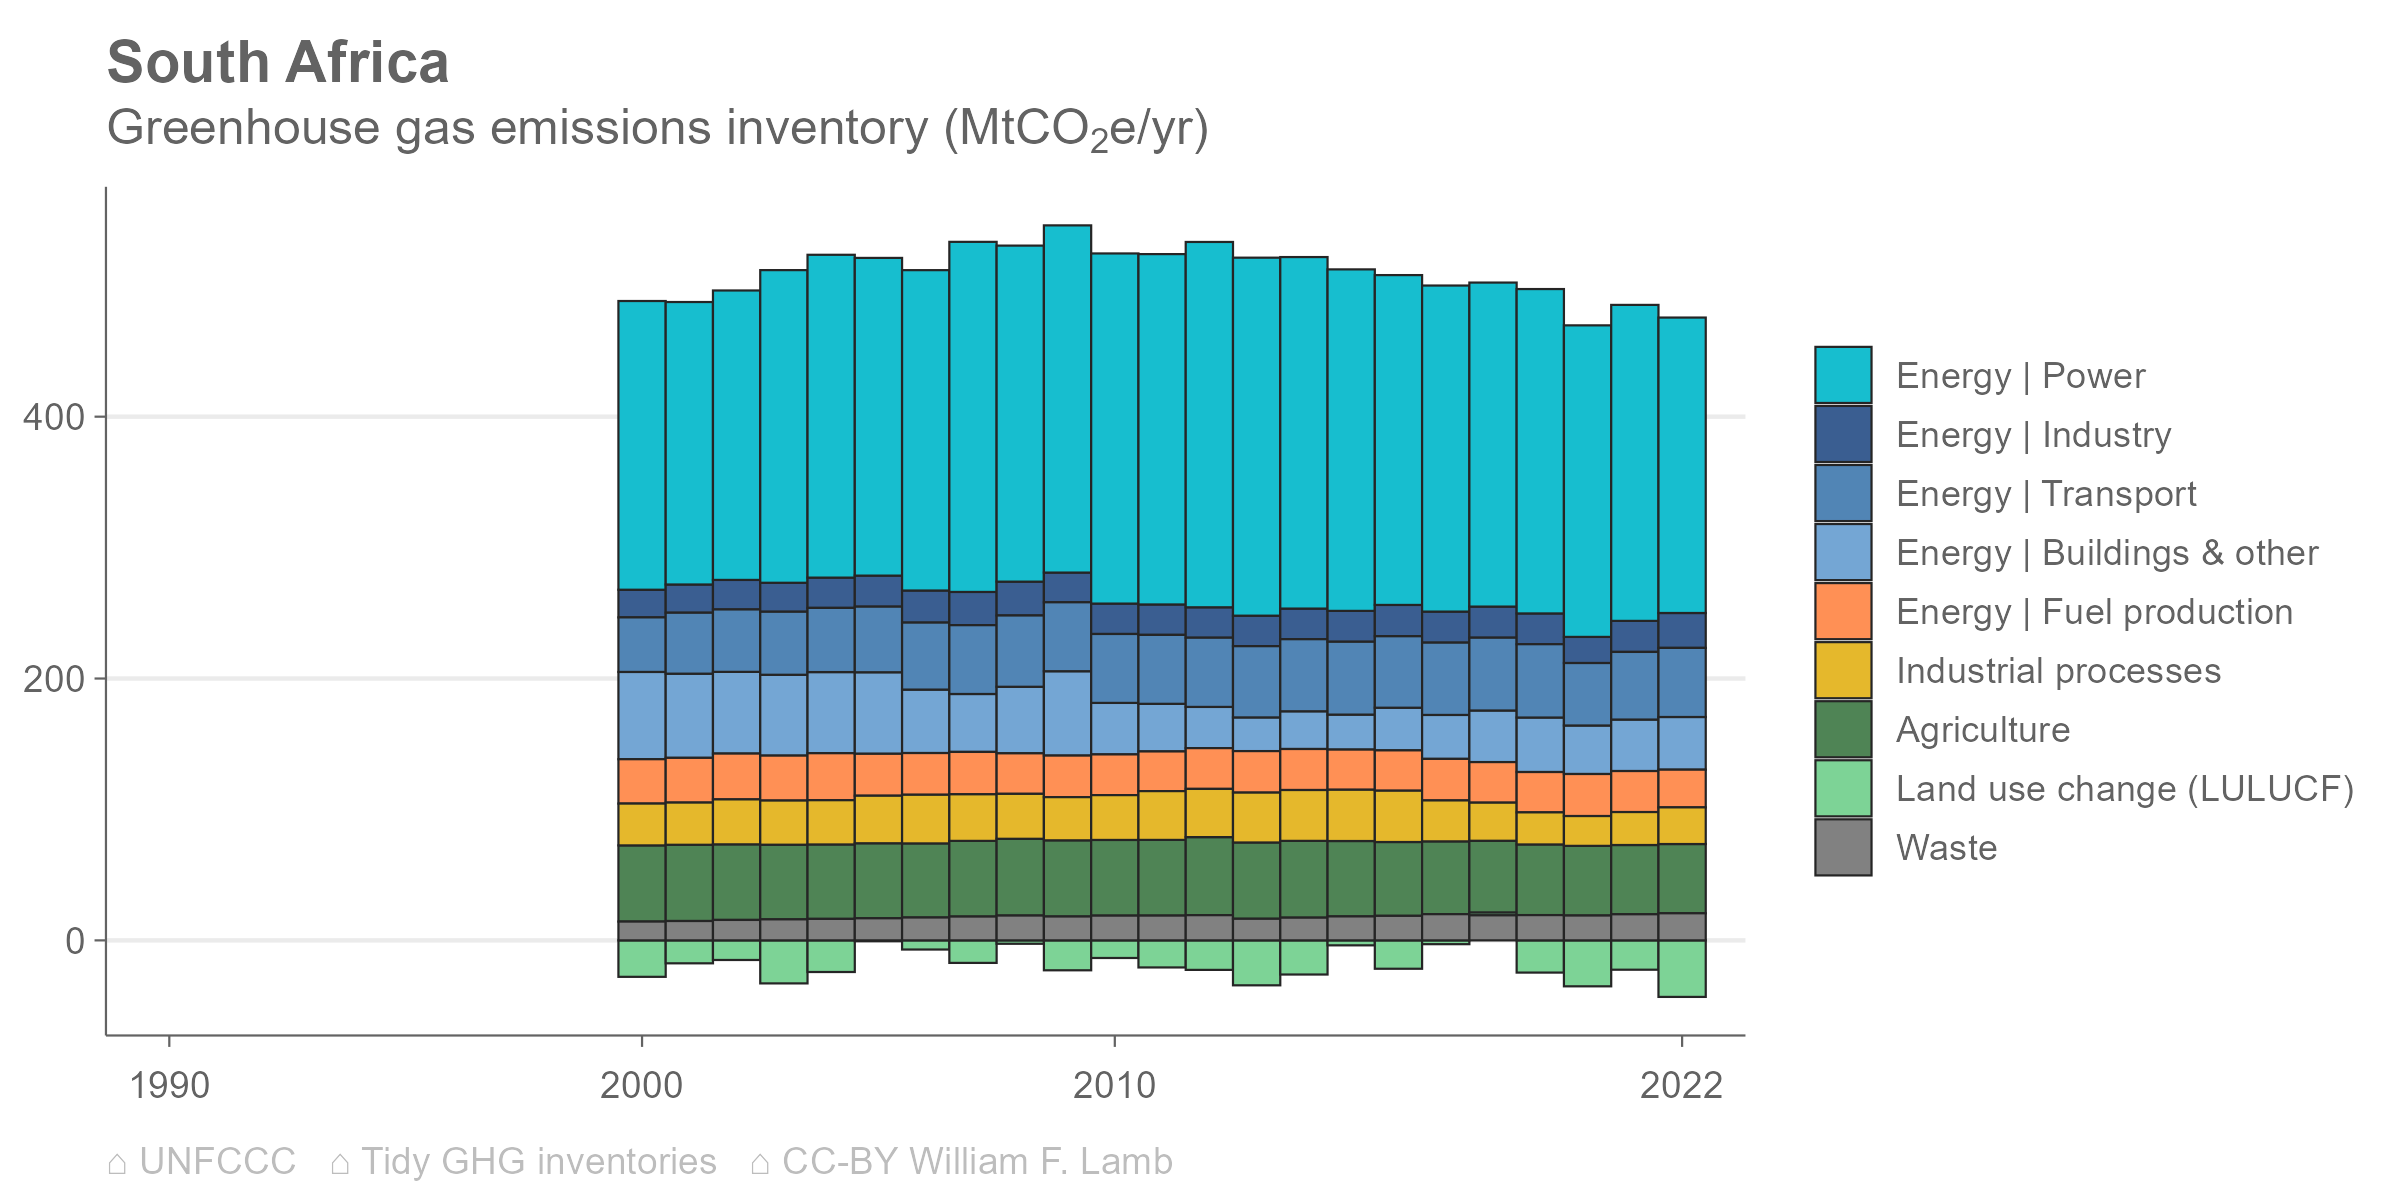 South Africa
Greenhouse gas emissions inventory (MtCO₂e/yr)
400
200
0
1990 2000 2010 2022
Energy | Power
Energy | Industry
Energy | Transport
Energy | Buildings & other
Energy | Fuel production
Industrial processes
Agriculture
Land use change (LULUCF)
Waste
⌂ UNFCCC ⌂ Tidy GHG inventories ⌂ CC-BY William F. Lamb